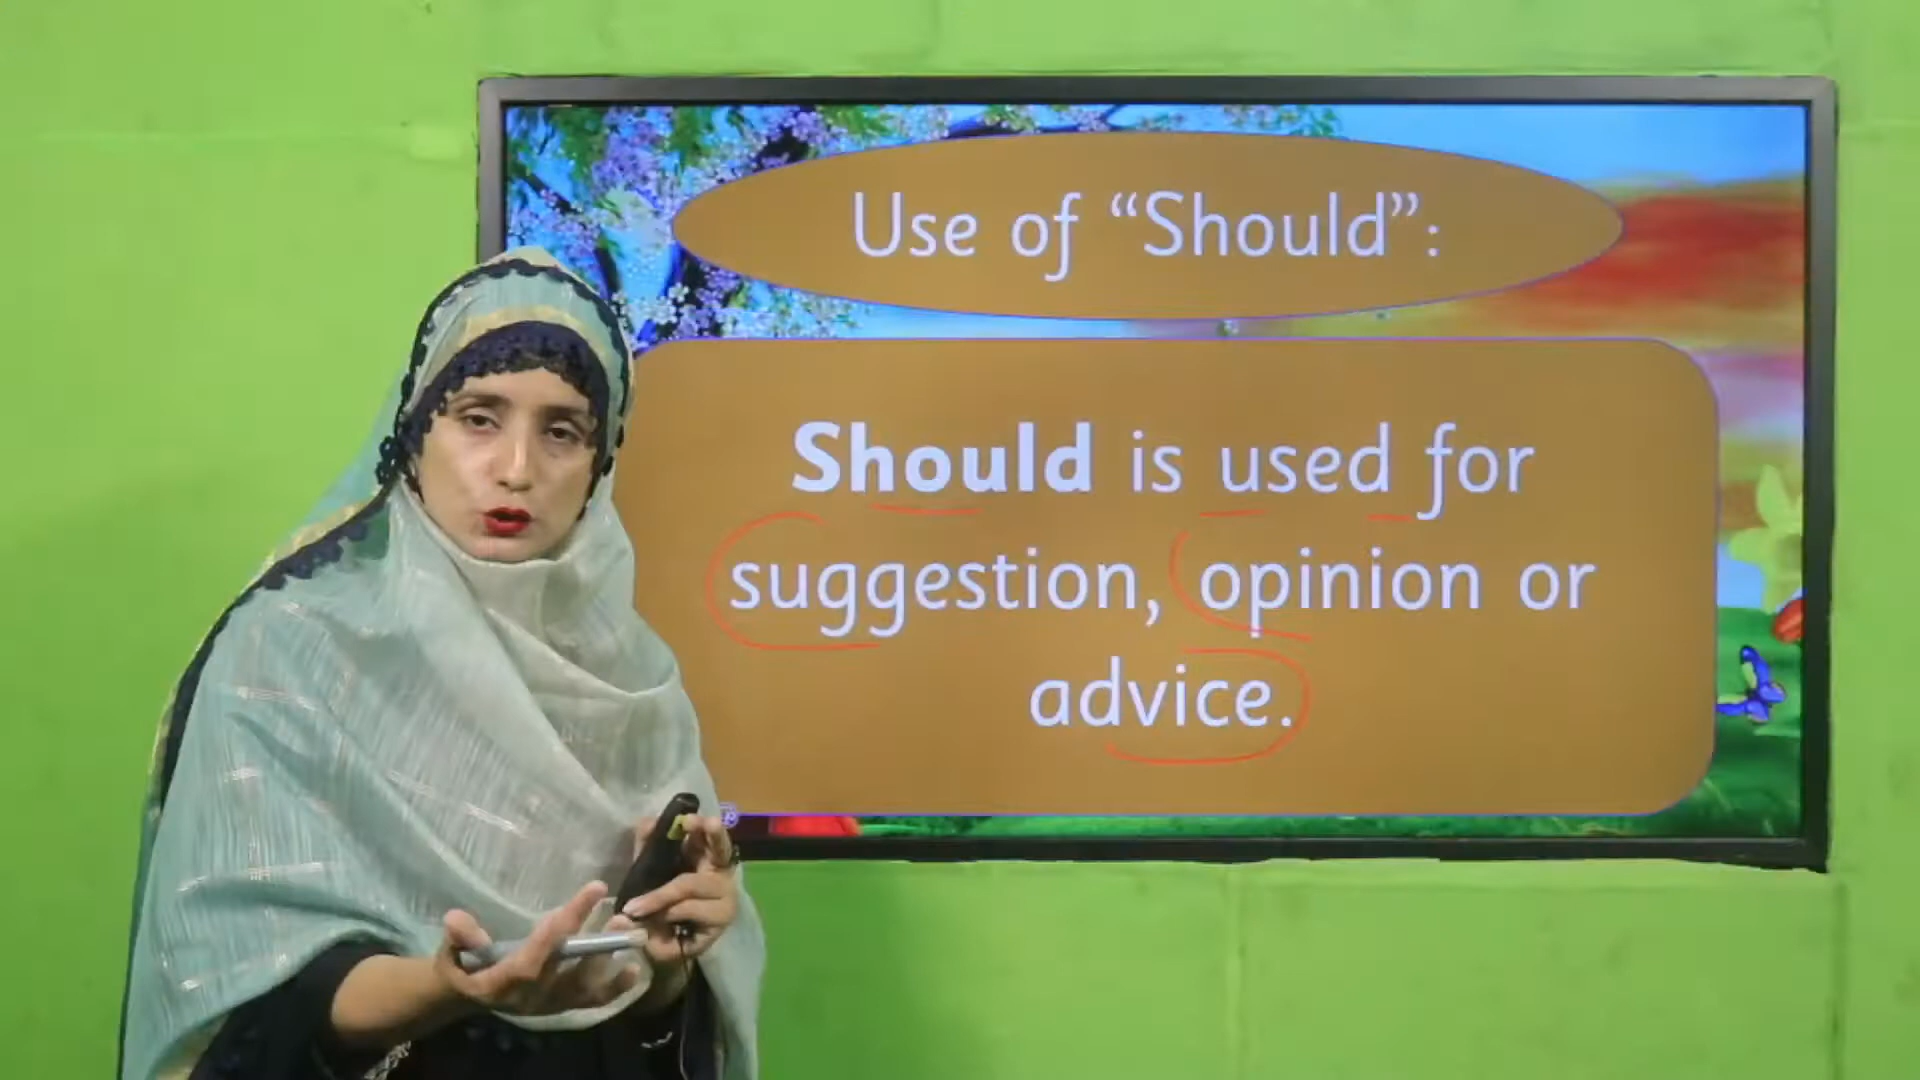 Use of “Should”:
Should is used for
suggestion, opinion or
advice.